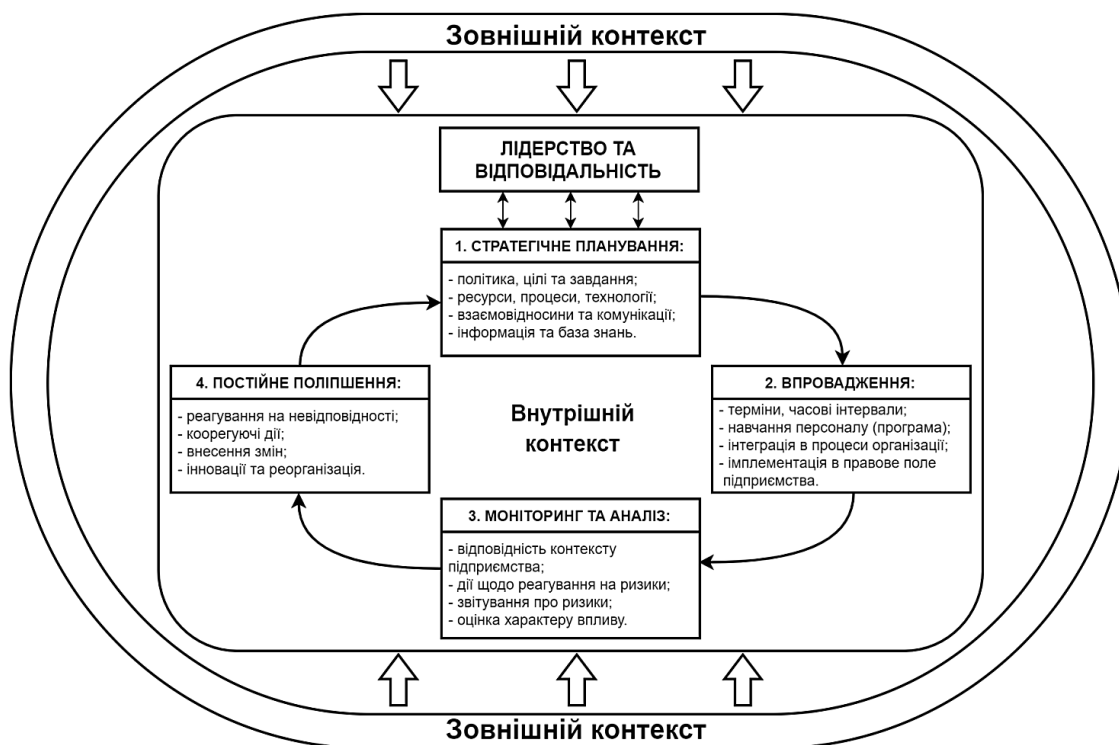 Зовнішній контекст
ЛІДЕРСТВО ТА
ВІДПОВІДАЛЬНІСТЬ
1. СТРАТЕГІЧНЕ ПЛАНУВАННЯ:
- політика, цілі та завдання;
- ресурси, процеси, технології;
- взаємовідносини та комунікації;
- інформація та база знань.
4. ПОСТІЙНЕ ПОЛІПШЕННЯ:
- реагування на невідповідності;
- коорегуючі дії;
- внесення змін;
- інновації та реорганізація.
Внутрішній
контекст
2. ВПРОВАДЖЕННЯ:
- терміни, часові інтервали;
- навчання персоналу (програма);
- інтеграція в процеси організації;
- імплементація в правове поле
підприємства.
3. МОНІТОРИНГ ТА АНАЛІЗ:
- відповідність контексту
підприємства;
- дії щодо реагування на ризики;
- звітування про ризики;
- оцінка характеру впливу.
Зовнішній контекст